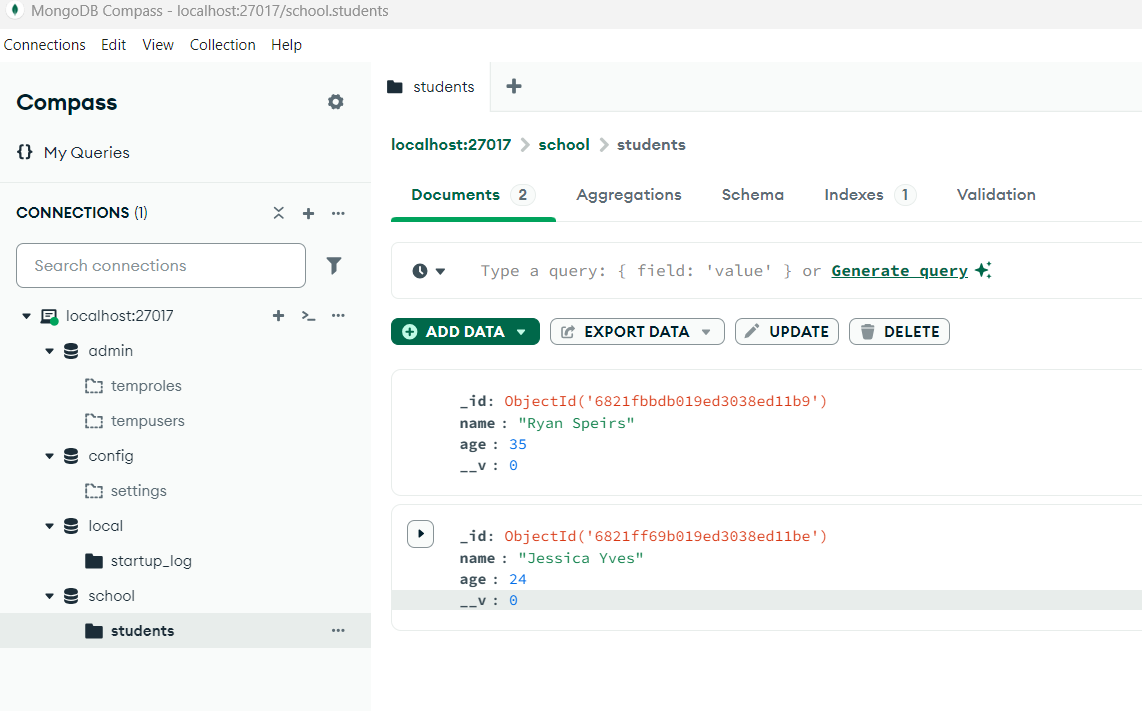 MongoDB Compass - localhost:27017/school.students
Connections Edit View Collection Help
Compass
{} My Queries
CONNECTIONS (1)
Search connections
localhost:27017
admin
temproles
tempusers
config
settings
local
startup_log
school
students
students
localhost:27017 > school > students
Documents 2 Aggregations Schema Indexes 1 Validation
Type a query: { field: 'value' } or Generate query
ADD DATA EXPORT DATA UPDATE DELETE
_id: ObjectId('6821fbbdb019ed3038ed11b9')
name : "Ryan Speirs"
age : 35
__v : 0
_id: ObjectId('6821ff69b019ed3038ed11be')
name : "Jessica Yves"
age : 24
__v : 0